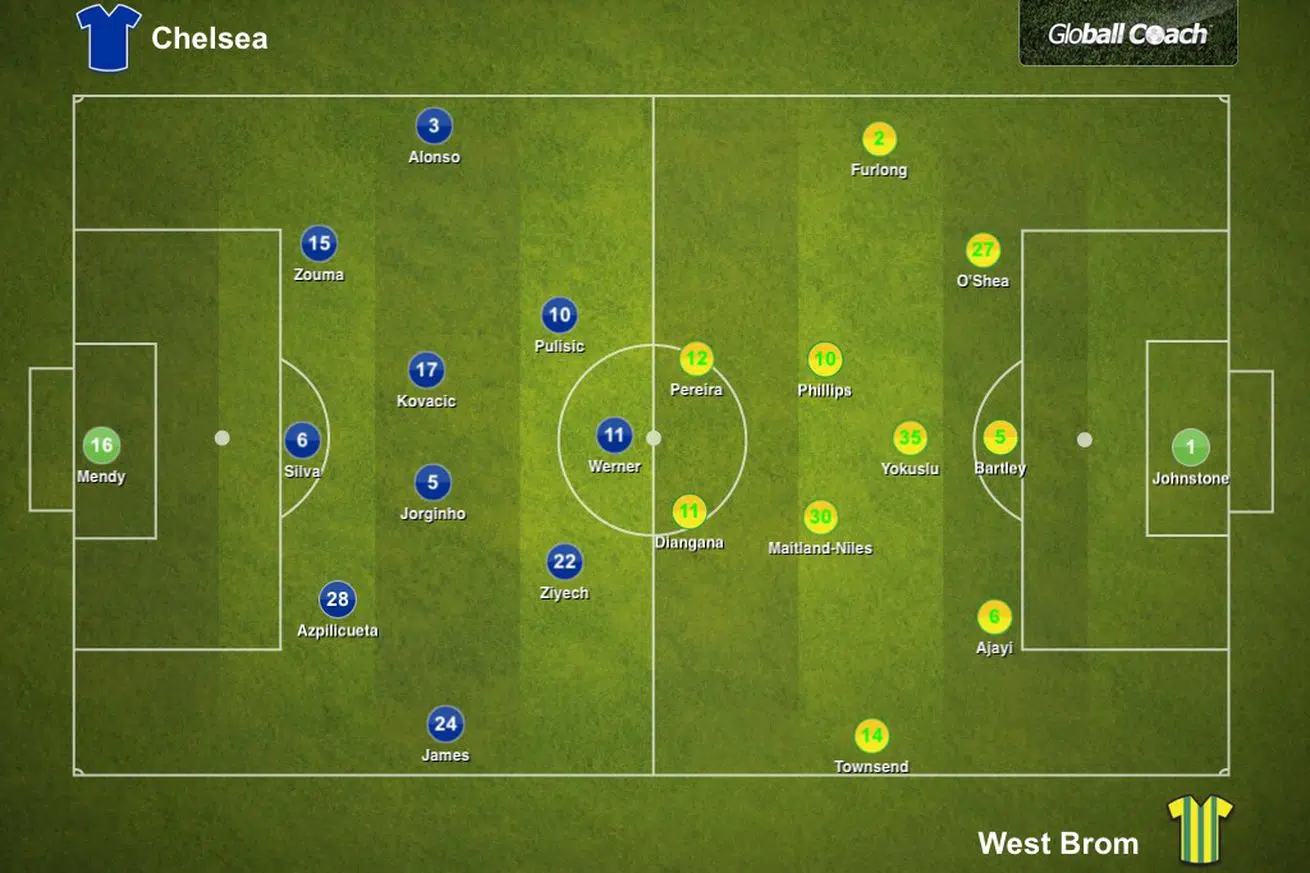 Chelsea
Globall Coach
3
Alonso
2
Furlong
15
Zouma
27
O'Shea
10
Pulisic
12
Pereira
10
Phillips
17
Kovacic
11
Werner
35
Yokuslu
5
Bartley
16
Mendy
6
Silva
1
Johnstone
5
Jorginho
11
Diangana
30
Maitland-Niles
22
Ziyech
28
Azpilicueta
6
Ajayi
24
James
14
Townsend
West Brom